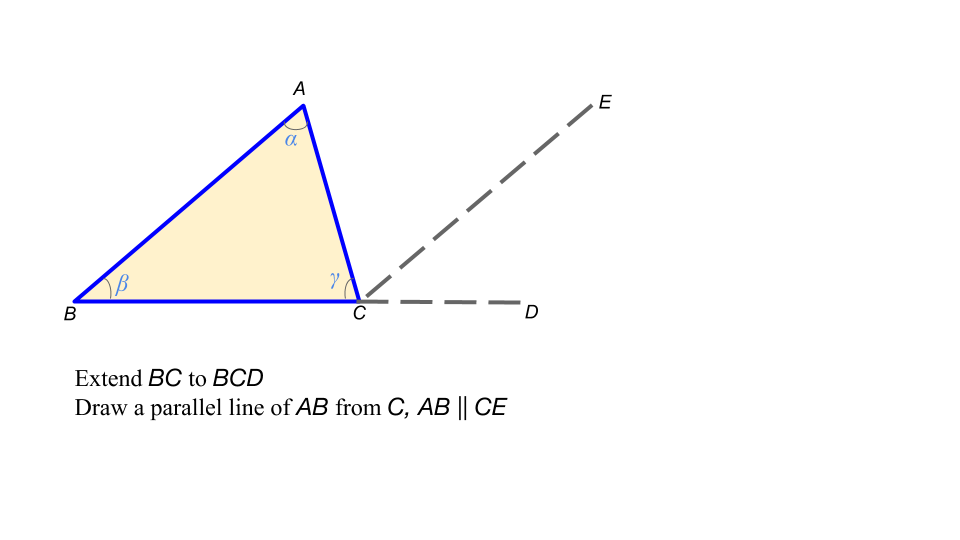 A
E
α
β
γ
B
C
D
Extend BC to BCD
Draw a parallel line of AB from C, AB || CE